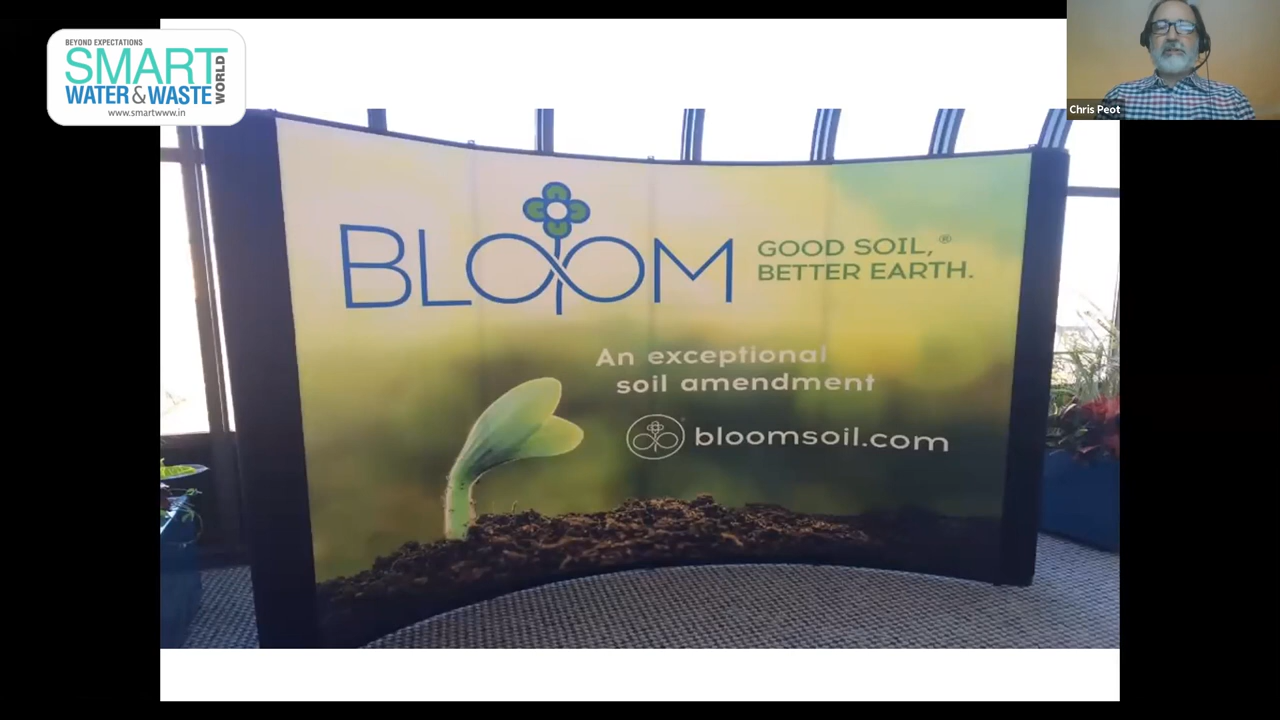 BEYOND EXPECTATIONS
SMART
WATER & WASTE
WORLD
www.smartwww.in
Chris Peot
BLOOM
GOOD SOIL,®
BETTER EARTH.
An exceptional
soil amendment
bloomsoil.com